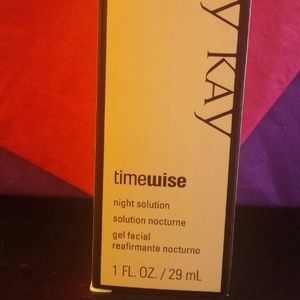 Y KAY
timewise
night solution
solution nocturne
gel facial
reafirmante nocturno
1 FL. OZ. / 29 mL